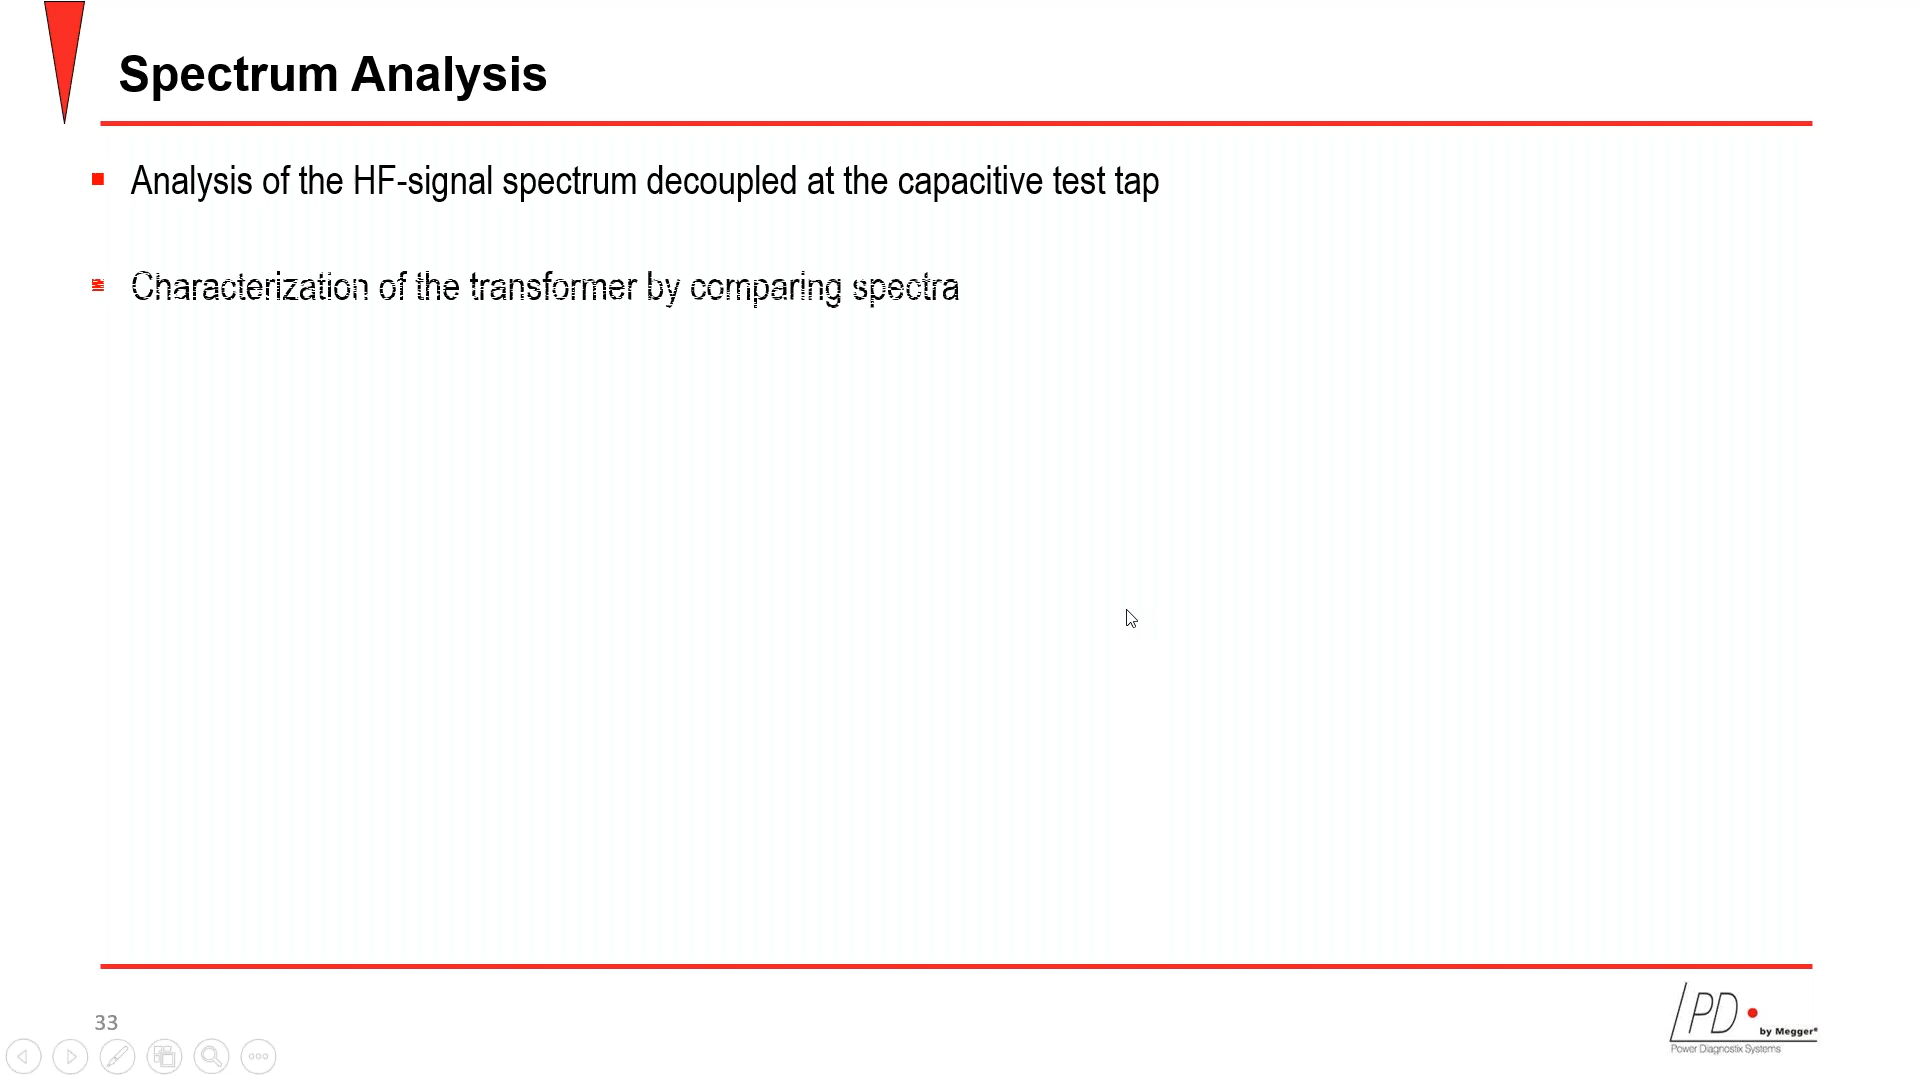 Spectrum Analysis
Analysis of the HF-signal spectrum decoupled at the capacitive test tap
Characterization of the transformer by comparing spectra
33
PD
by Megger®
Power Diagnostix Systems